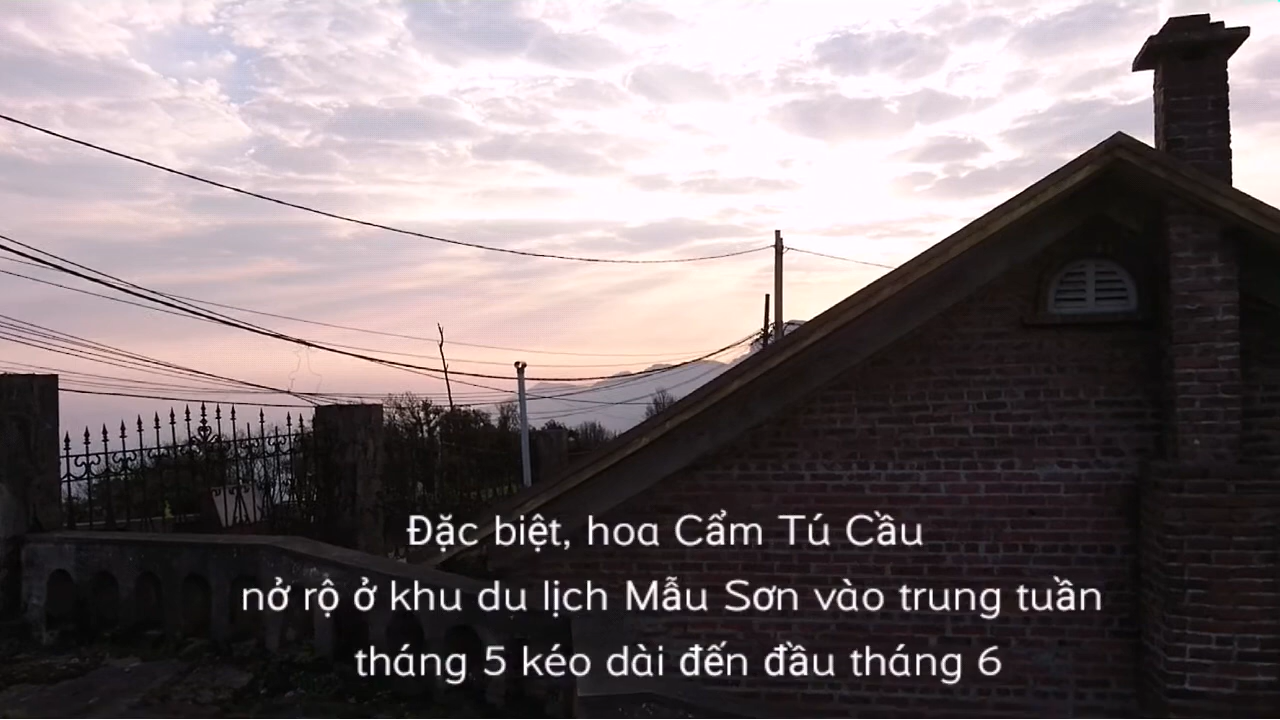 Đặc biệt, hoa Cẩm Tú Cầu
nở rộ ở khu du lịch Mẫu Sơn vào trung tuần
tháng 5 kéo dài đến đầu tháng 6